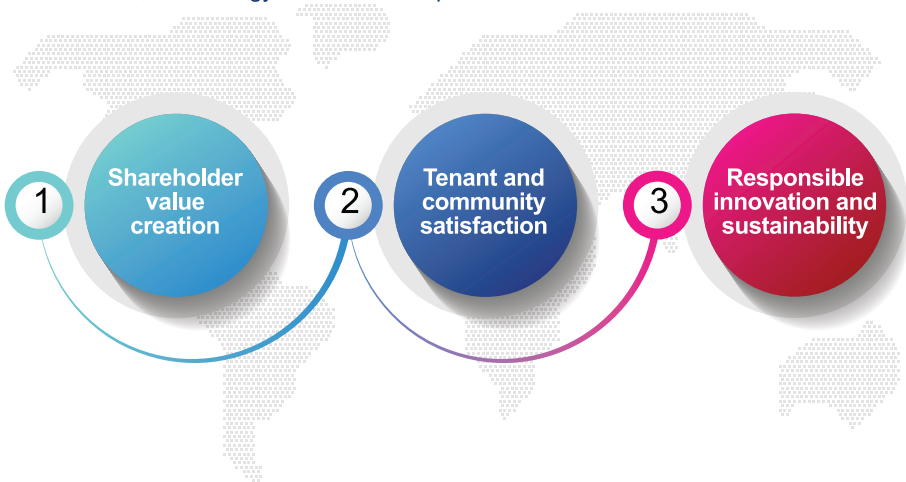 1
Shareholder
value
creation
2
Tenant and
community
satisfaction
3
Responsible
innovation and
sustainability